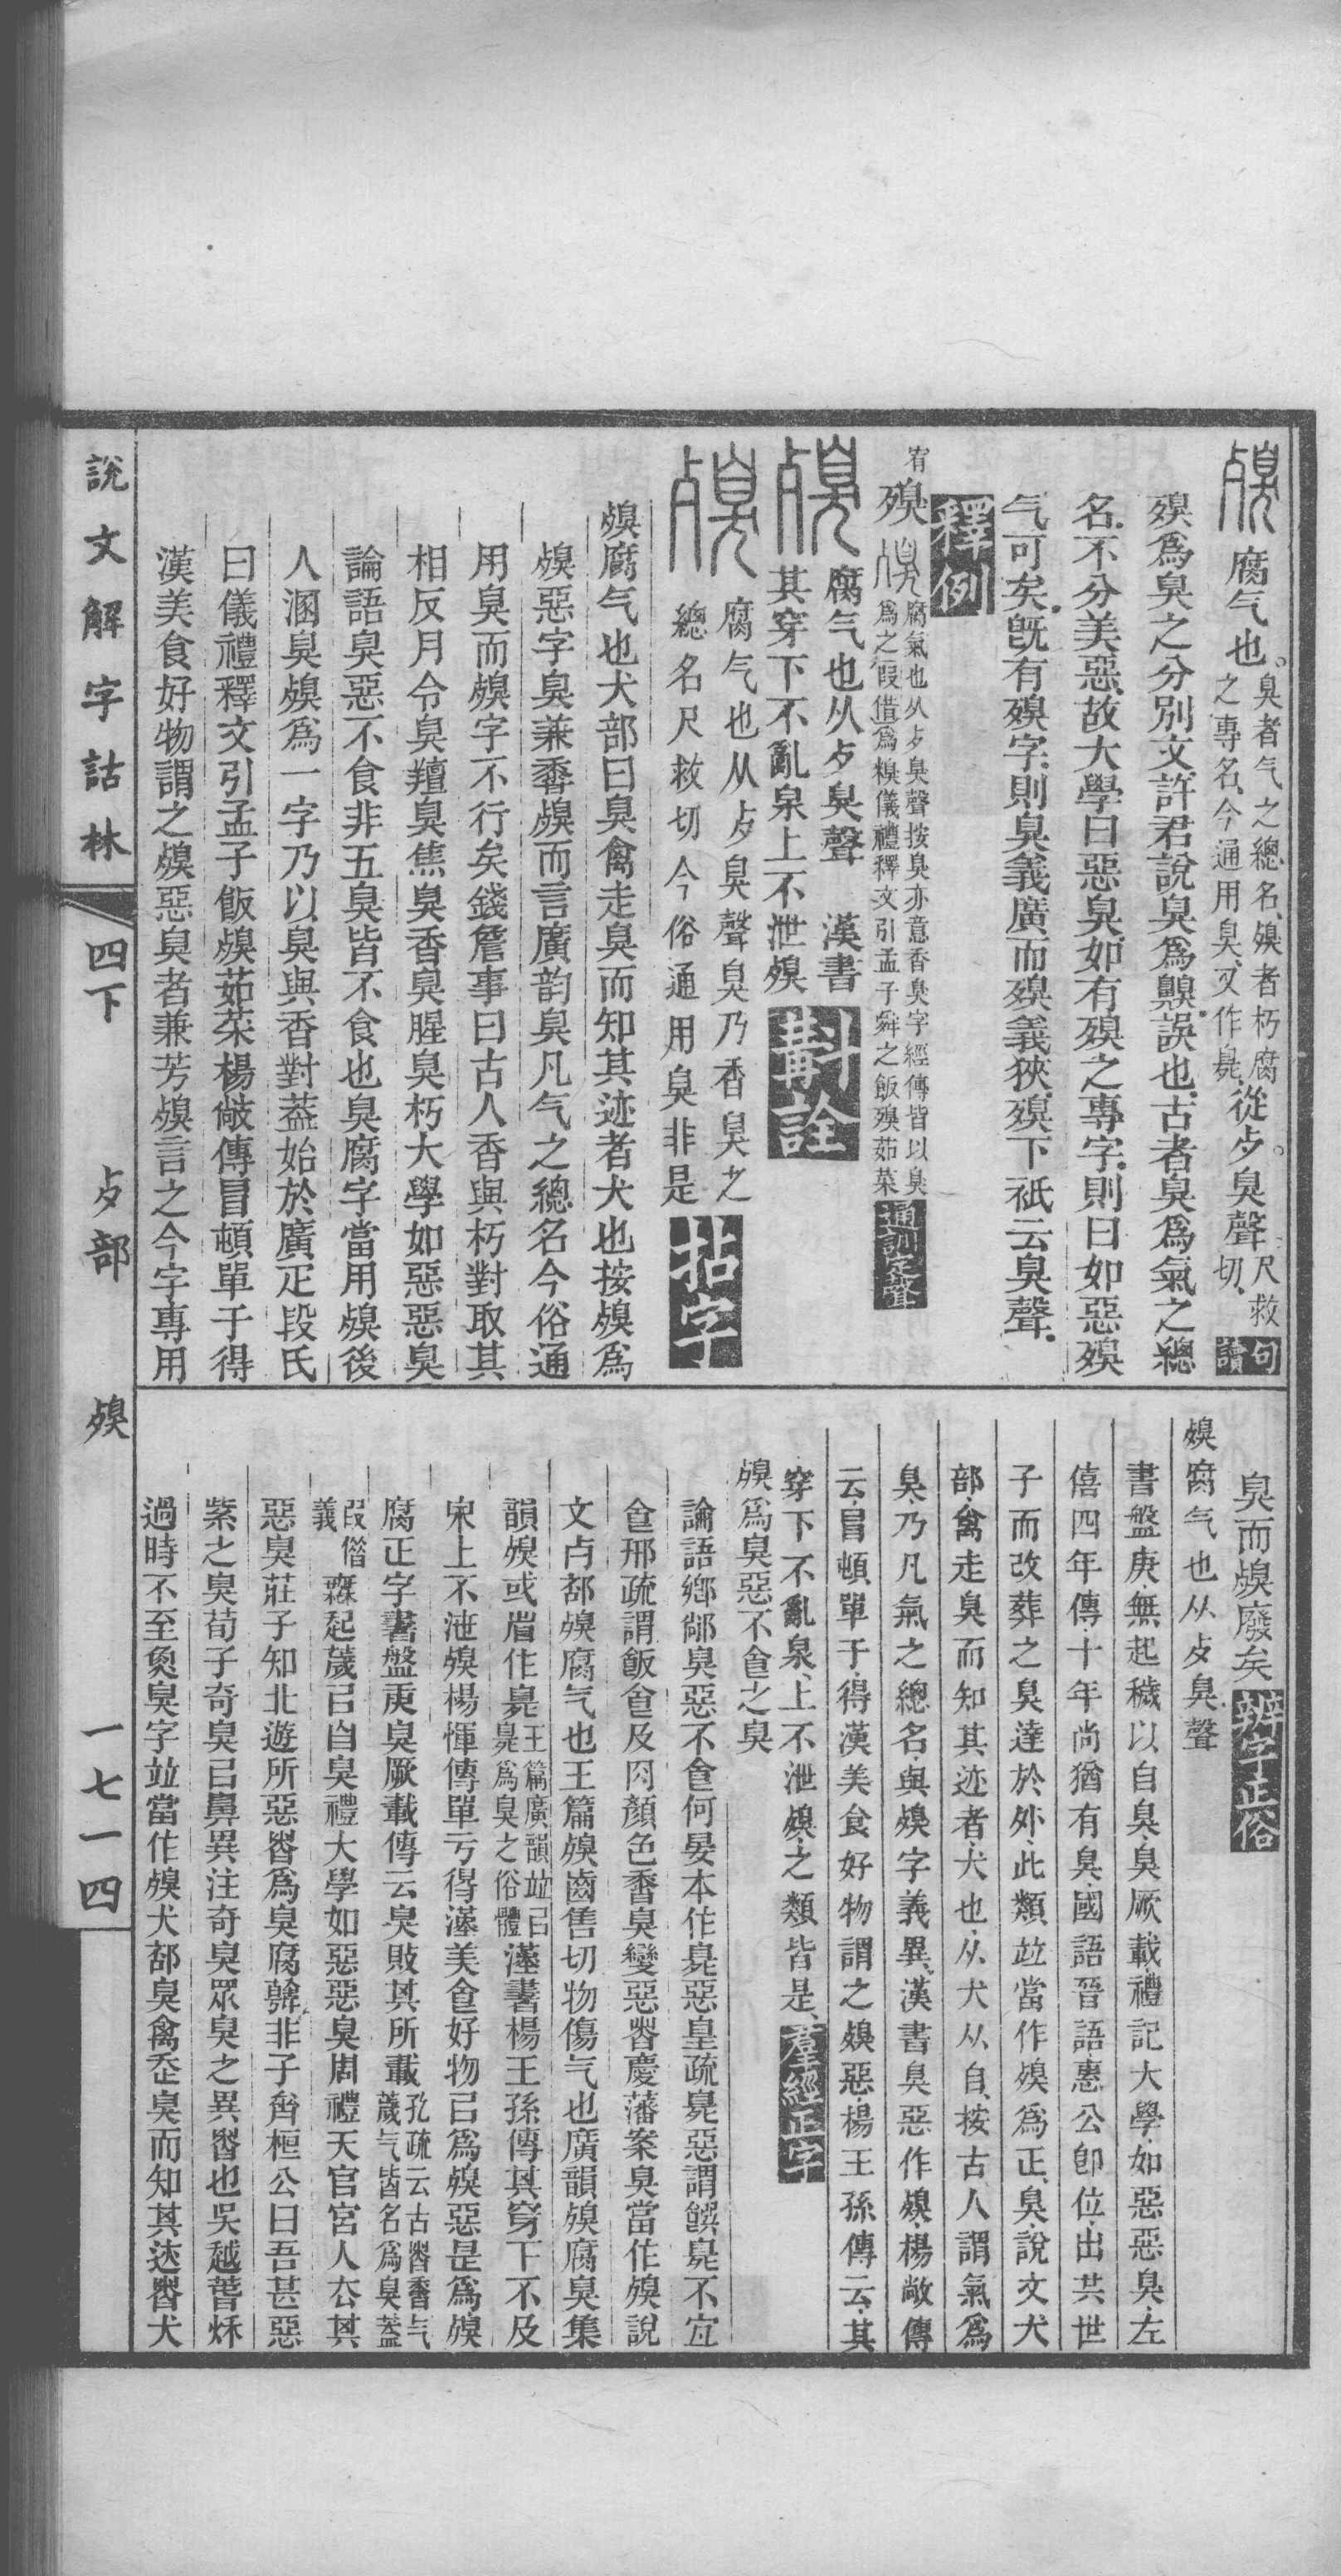 腐气也。臭者气之總名殠者朽腐之專名今通用臭又作㚖從歺臭聲。尺救切句讀
殠爲臭之分別文許君說臭爲齅誤也古者臭爲氣之總
名不分美惡故大學曰惡臭如有殠之專字則曰如惡殠
气可矣旣有殠字則臭義廣而殠義狹殠下祇云臭聲
釋例
宥殠腐氣也从歺臭聲按臭亦意香臭字經傳皆以臭爲之假借爲糗儀禮釋文引孟子舜之飯殠茹菜通訓定聲
腐气也从歺臭聲 漢書
其穿下不亂泉上不泄殠斠詮
腐气也从歺臭聲臭乃香臭之
總名尺救切今俗通用臭非是拈字
殠腐气也犬部曰臭禽走臭而知其迹者犬也按殠爲
殠惡字臭兼香殠而言廣韵臭凡气之總名今俗通
用臭而殠字不行矣錢詹事曰古人香與朽對取其
相反月令臭羶臭焦臭香臭腥臭朽大學如惡惡臭
論語臭惡不食非五臭皆不食也臭腐字當用殠後
人溷臭殠爲一字乃以臭與香對葢始於廣疋段氏
曰儀禮釋文引孟子飯殠茹菜楊敞傳冒頓單于得
漢美食好物謂之殠惡臭者兼芳殠言之今字專用
臭而殠廢矣辨字正俗
殠腐气也从歺臭聲
書盤庚無起穢以自臭臭厥載禮記大學如惡惡臭左
僖四年傳十年尚猶有臭國語晉語惠公卽位出共世
子而改葬之臭達於外此類竝當作殠爲正臭說文犬
部禽走臭而知其迹者犬也从犬从自按古人謂氣爲
臭乃凡氣之總名與殠字義異漢書臭惡作殠楊敞傳
云冒頓單于得漢美食好物謂之殠惡楊王孫傳云其
穿下不亂泉上不泄殠之類皆是羣經正字
殠爲臭惡不食之臭
論語鄉鄙臭惡不食何晏本作㚖惡皇疏㚖惡謂饌㚖不宜
食邢疏謂飯食及肉顏色香臭變惡者慶藩案臭當作殠說
文歺部殠腐气也玉篇殠齒售切物傷气也廣韻殠腐臭集
韻殠或省作㚖玉篇廣韻竝已㚖爲臭之俗體漢書楊王孫傳其穿下不及
泉上不泄殠楊惲傳單于得漢美食好物已爲殠惡是爲殠
腐正字書盤庚臭厥載傳云臭敗其所載孔疏云古者香气薉气皆名爲臭葢
叚借義無起薉已自臭禮大學如惡惡臭周禮天官宮人去其
惡臭莊子知北遊所惡者爲臭腐韓非子齊桓公曰吾甚惡
紫之臭荀子奇臭已鼻異注奇臭眾臭之異者也吳越春秋
過時不至臭字竝當作殠犬部臭禽走臭而知其迹者犬
說文解字詁林 四下 歺部 殠 一七一四